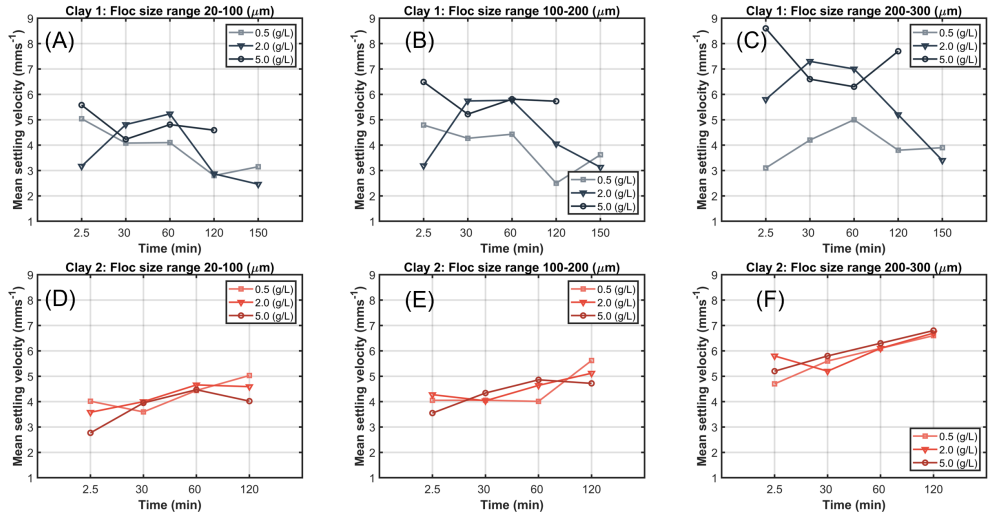 Clay 1: Floc size range 20-100 (μm)
(A)
0.5 (g/L)
2.0 (g/L)
5.0 (g/L)
Mean settling velocity (mms⁻¹)
9
8
7
6
5
4
3
2
1
2.5 30 60 120 150
Time (min)
Clay 1: Floc size range 100-200 (μm)
(B)
0.5 (g/L)
2.0 (g/L)
5.0 (g/L)
Mean settling velocity (mms⁻¹)
9
8
7
6
5
4
3
2
1
2.5 30 60 120 150
Time (min)
Clay 1: Floc size range 200-300 (μm)
(C)
0.5 (g/L)
2.0 (g/L)
5.0 (g/L)
Mean settling velocity (mms⁻¹)
9
8
7
6
5
4
3
2
1
2.5 30 60 120 150
Time (min)
Clay 2: Floc size range 20-100 (μm)
(D)
0.5 (g/L)
2.0 (g/L)
5.0 (g/L)
Mean settling velocity (mms⁻¹)
9
8
7
6
5
4
3
2
1
2.5 30 60 120
Time (min)
Clay 2: Floc size range 100-200 (μm)
(E)
0.5 (g/L)
2.0 (g/L)
5.0 (g/L)
Mean settling velocity (mms⁻¹)
9
8
7
6
5
4
3
2
1
2.5 30 60 120
Time (min)
Clay 2: Floc size range 200-300 (μm)
(F)
0.5 (g/L)
2.0 (g/L)
5.0 (g/L)
Mean settling velocity (mms⁻¹)
9
8
7
6
5
4
3
2
1
2.5 30 60 120
Time (min)